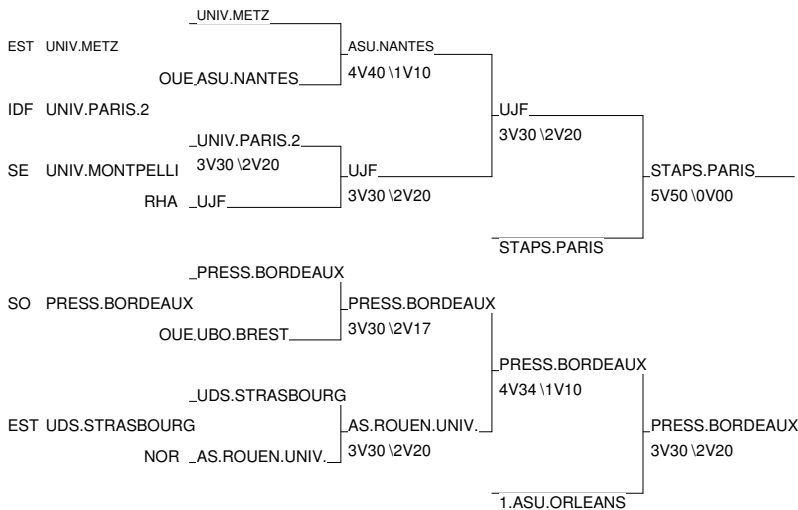 UNIV.METZ
EST UNIV.METZ
ASU.NANTES
4V40 \1V10
OUE ASU.NANTES
IDF UNIV.PARIS.2
UJF
3V30 \2V20
UNIV.PARIS.2
3V30 \2V20
SE UNIV.MONTPELLI
UJF
3V30 \2V20
STAPS.PARIS
5V50 \0V00
RHA UJF
STAPS.PARIS
PRESS.BORDEAUX
SO PRESS.BORDEAUX
PRESS.BORDEAUX
3V30 \2V17
OUE UBO.BREST
PRESS.BORDEAUX
4V34 \1V10
UDS.STRASBOURG
EST UDS.STRASBOURG
AS.ROUEN.UNIV.
3V30 \2V20
PRESS.BORDEAUX
3V30 \2V20
NOR AS.ROUEN.UNIV.
1.ASU.ORLEANS